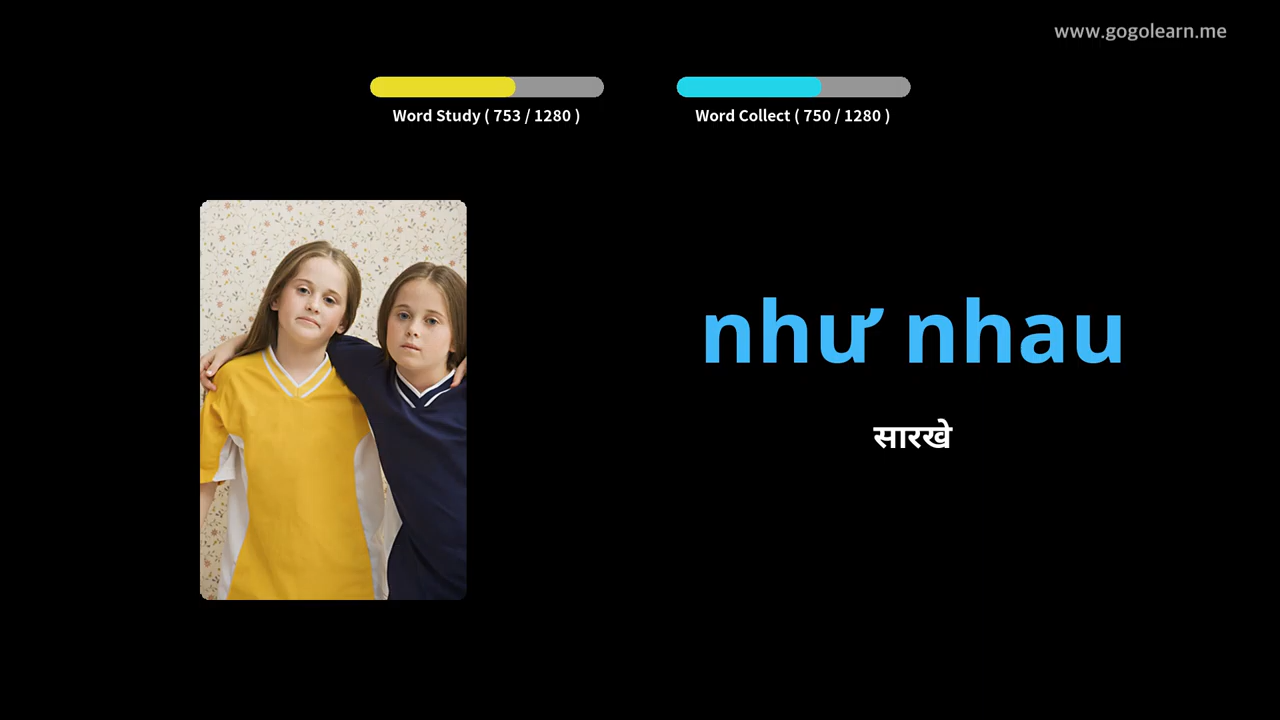 www.gogolearn.me
Word Study ( 753 / 1280 )
Word Collect ( 750 / 1280 )
như nhau
सारखे